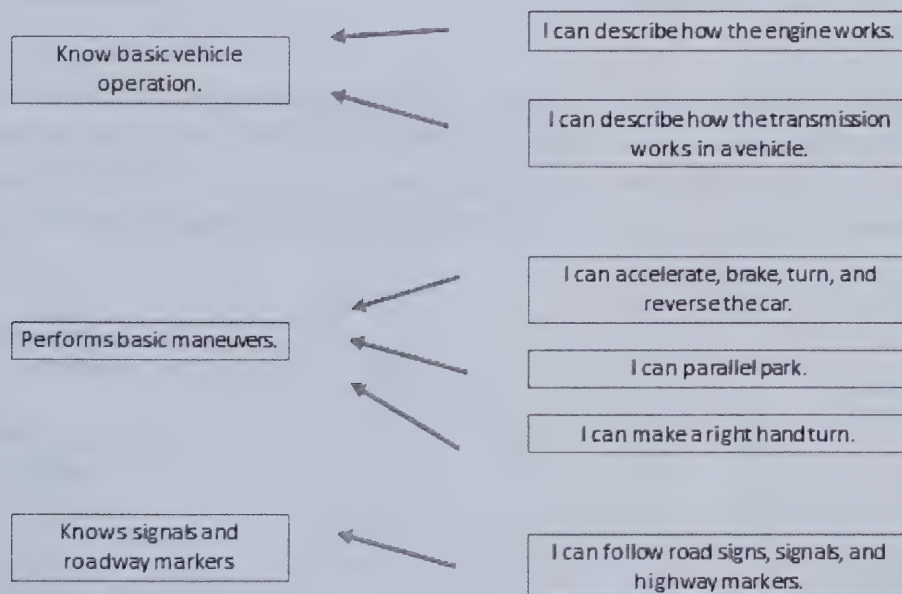 Know basic vehicle
operation.
I can describe how the engine works.
I can describe how the transmission
works in a vehicle.
Performs basic maneuvers.
I can accelerate, brake, turn, and
reverse the car.
I can parallel park.
I can make a right hand turn.
Knows signals and
roadway markers
I can follow road signs, signals, and
highway markers.